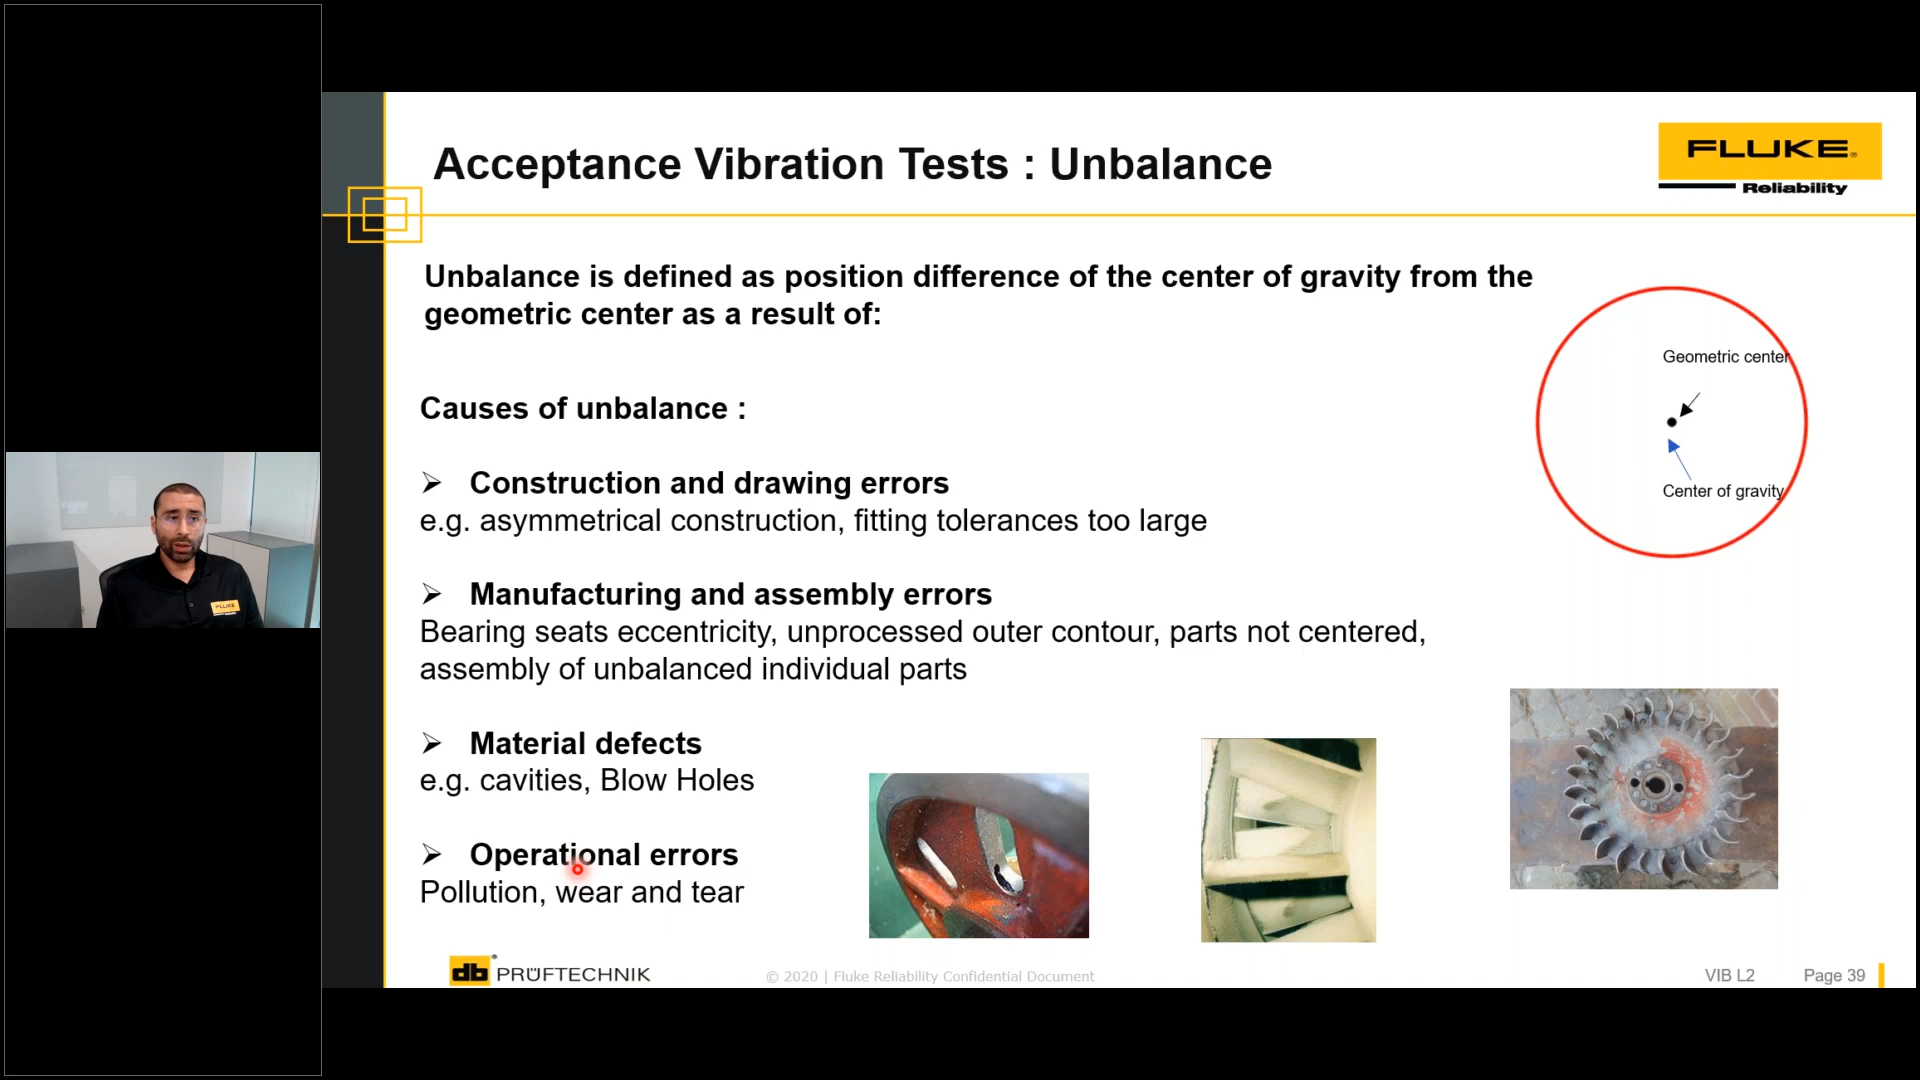 Acceptance Vibration Tests : Unbalance
FLUKE®
Reliability
Unbalance is defined as position difference of the center of gravity from the
geometric center as a result of:
Geometric center
Causes of unbalance :
Center of gravity
➢ Construction and drawing errors
e.g. asymmetrical construction, fitting tolerances too large
➢ Manufacturing and assembly errors
Bearing seats eccentricity, unprocessed outer contour, parts not centered,
assembly of unbalanced individual parts
➢ Material defects
e.g. cavities, Blow Holes
➢ Operational errors
Pollution, wear and tear
FLUKE
db® PRÜFTECHNIK
© 2020 | Fluke Reliability Confidential Document
VIB L2
Page 39